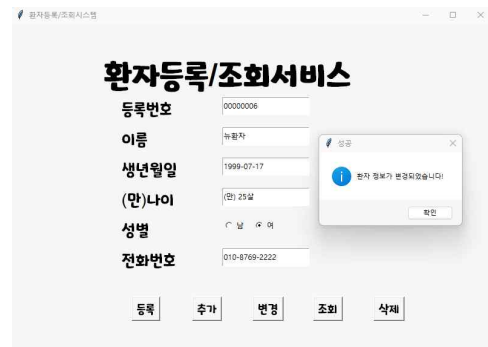 환자등록/조회시스템
환자등록/조회서비스
등록번호 00000006
이름 뉴환자
생년월일 1999-07-17
(만)나이 (만) 25살
성별 남 여
전화번호 010-8769-2222
등록 추가 변경 조회 삭제
성공
환자 정보가 변경되었습니다!
확인